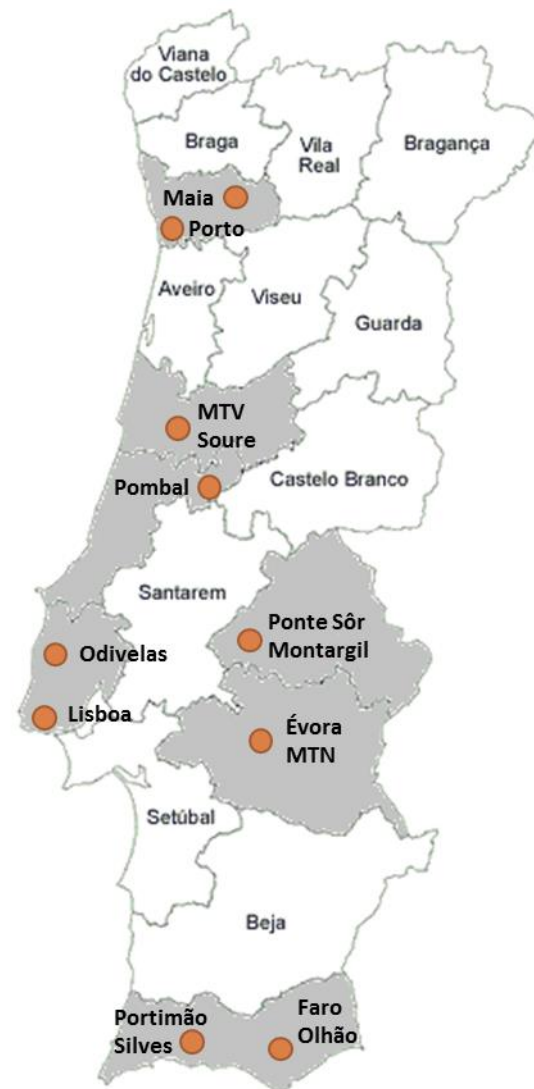 Viana
do Castelo
Braga
Vila
Real
Bragança
Maia
Porto
Aveiro
Viseu
Guarda
MTV
Soure
Pombal
Castelo Branco
Santarem
Ponte Sôr
Montargil
Odivelas
Lisboa
Évora
MTN
Setúbal
Beja
Portimão
Silves
Faro
Olhão